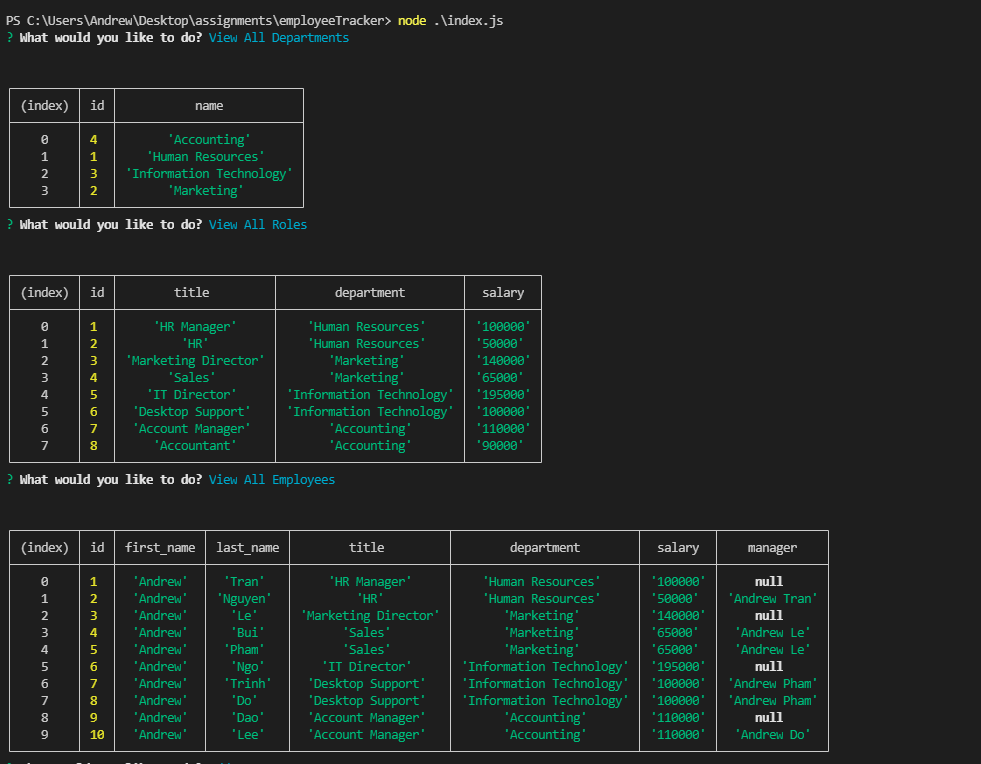 PS C:\Users\Andrew\Desktop\assignments\employeeTracker> node .\index.js
? What would you like to do? View All Departments
(index) id name
0 4 'Accounting'
1 1 'Human Resources'
2 3 'Information Technology'
3 2 'Marketing'
? What would you like to do? View All Roles
(index) id title department salary
0 1 'HR Manager' 'Human Resources' '100000'
1 2 'HR' 'Human Resources' '50000'
2 3 'Marketing Director' 'Marketing' '140000'
3 4 'Sales' 'Marketing' '65000'
4 5 'IT Director' 'Information Technology' '195000'
5 6 'Desktop Support' 'Information Technology' '100000'
6 7 'Account Manager' 'Accounting' '110000'
7 8 'Accountant' 'Accounting' '90000'
? What would you like to do? View All Employees
(index) id first_name last_name title department salary manager
0 1 'Andrew' 'Tran' 'HR Manager' 'Human Resources' '100000' null
1 2 'Andrew' 'Nguyen' 'HR' 'Human Resources' '50000' 'Andrew Tran'
2 3 'Andrew' 'Le' 'Marketing Director' 'Marketing' '140000' null
3 4 'Andrew' 'Bui' 'Sales' 'Marketing' '65000' 'Andrew Le'
4 5 'Andrew' 'Pham' 'Sales' 'Marketing' '65000' 'Andrew Le'
5 6 'Andrew' 'Ngo' 'IT Director' 'Information Technology' '195000' null
6 7 'Andrew' 'Trinh' 'Desktop Support' 'Information Technology' '100000' 'Andrew Pham'
7 8 'Andrew' 'Do' 'Desktop Support' 'Information Technology' '100000' 'Andrew Pham'
8 9 'Andrew' 'Dao' 'Account Manager' 'Accounting' '110000' null
9 10 'Andrew' 'Lee' 'Account Manager' 'Accounting' '110000' 'Andrew Do'